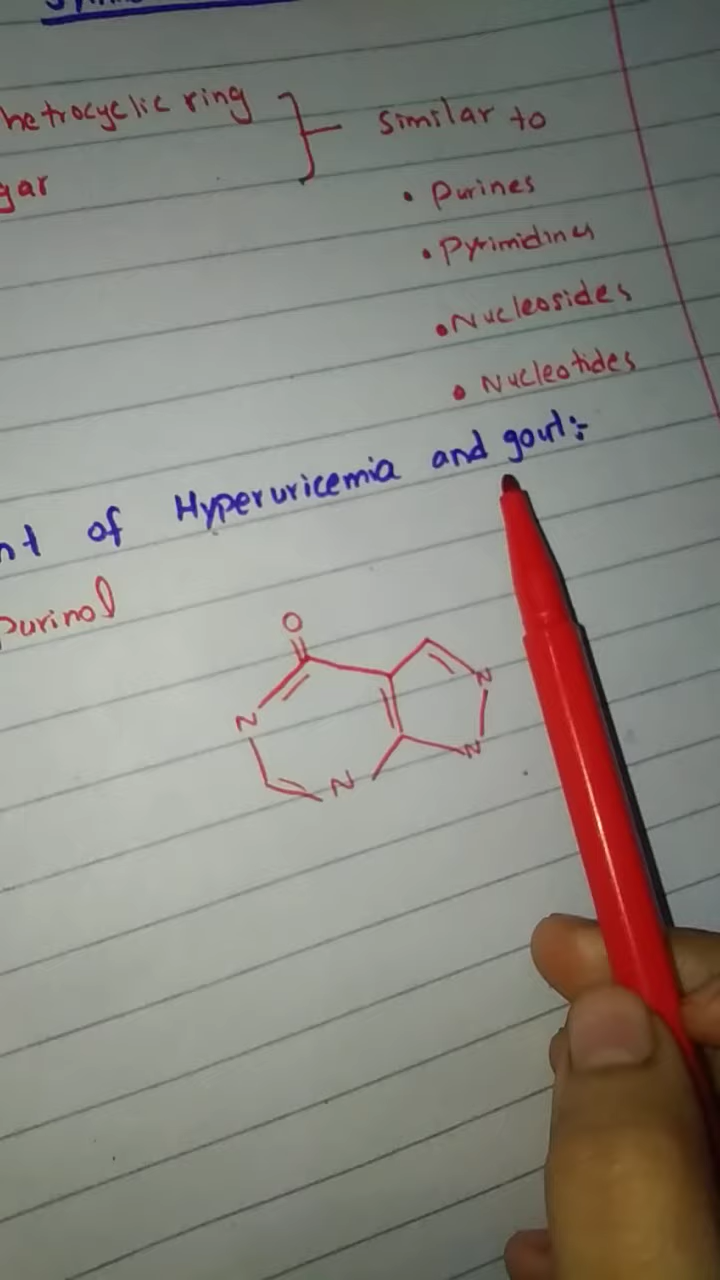 hetrocyclic ring
gar
Similar to
• Purines
• Pyrimidines
• Nucleosides
• Nucleotides
nt of Hyperuricemia and gout:-
purinol
O
N
N
N
N